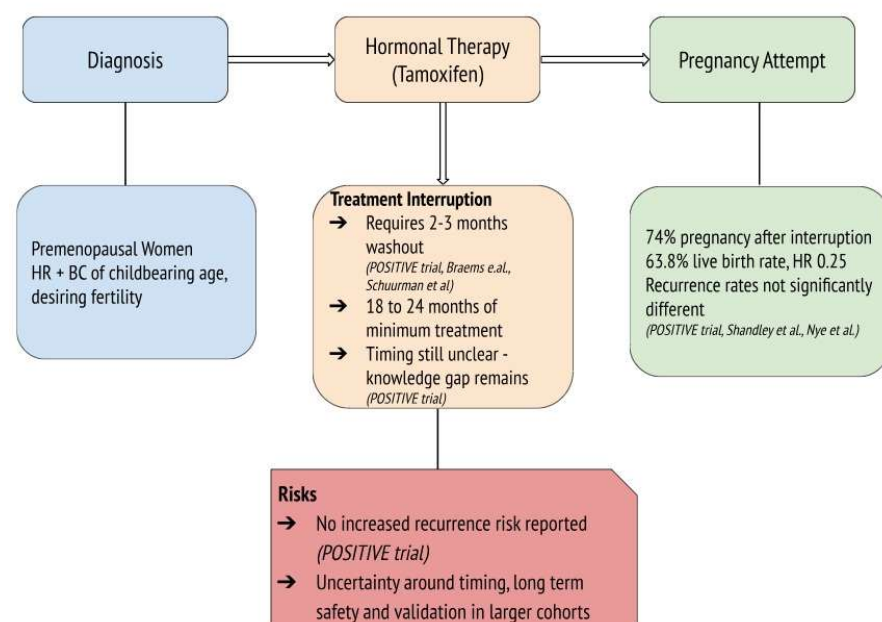 Diagnosis
Hormonal Therapy
(Tamoxifen)
Pregnancy Attempt
Premenopausal Women
HR + BC of childbearing age,
desiring fertility
Treatment Interruption
➔ Requires 2-3 months
washout
(POSITIVE trial, Braems e.al.,
Schuurman et al)
➔ 18 to 24 months of
minimum treatment
➔ Timing still unclear -
knowledge gap remains
(POSITIVE trial)
74% pregnancy after interruption
63.8% live birth rate, HR 0.25
Recurrence rates not significantly
different
(POSITIVE trial, Shandley et al., Nye et al.)
Risks
➔ No increased recurrence risk reported
(POSITIVE trial)
➔ Uncertainty around timing, long term
safety and validation in larger cohorts